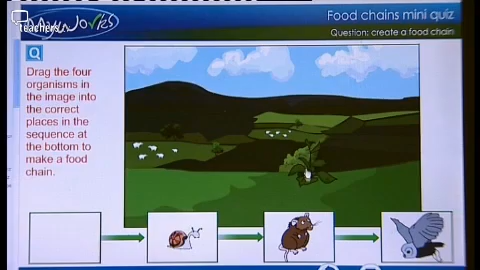 teachers.tv
Food chains mini quiz
Question: create a food chain
Drag the four
organisms in
the image into
the correct
places in the
sequence at
the bottom to
make a food
chain.